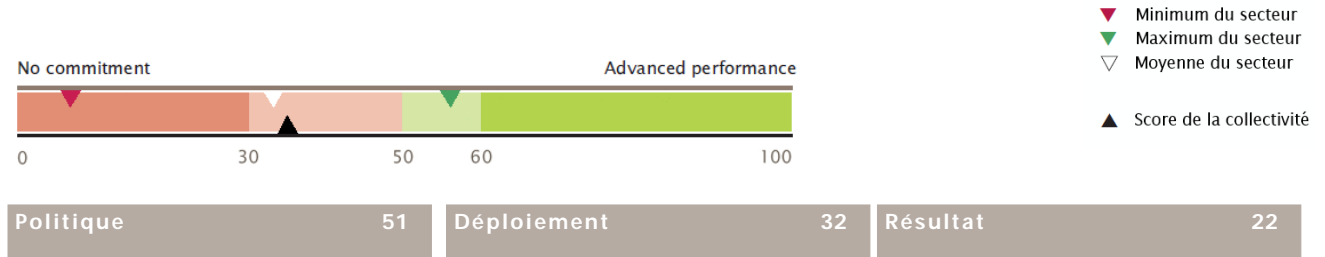 Minimum du secteur
Maximum du secteur
Moyenne du secteur
Score de la collectivité
No commitment Advanced performance
0 30 50 60 100
Politique 51 Déploiement 32 Résultat 22